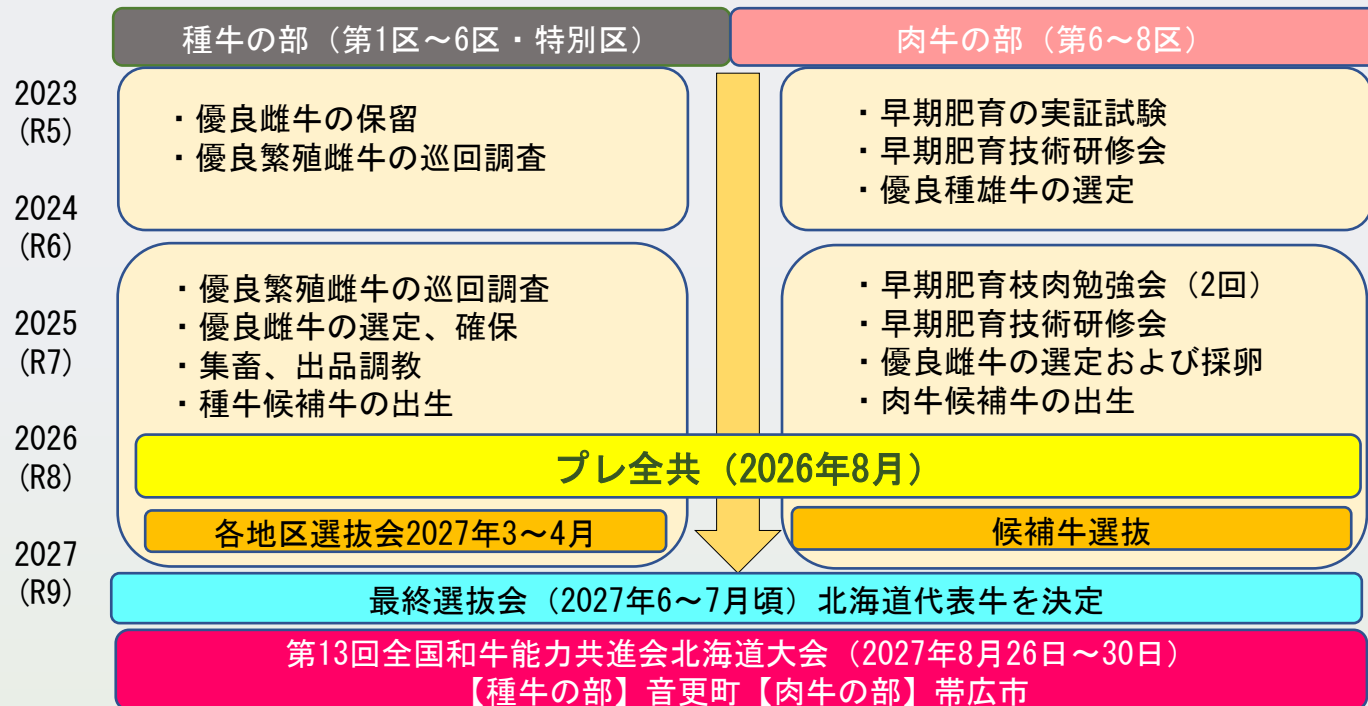 種牛の部（第1区～6区・特別区）
肉牛の部（第6～8区）
2023
(R5)
・優良雌牛の保留
・優良繁殖雌牛の巡回調査
・早期肥育の実証試験
・早期肥育技術研修会
・優良種雄牛の選定
2024
(R6)
2025
(R7)
・優良繁殖雌牛の巡回調査
・優良雌牛の選定、確保
・集畜、出品調教
・種牛候補牛の出生
・早期肥育枝肉勉強会（2回）
・早期肥育技術研修会
・優良雌牛の選定および採卵
・肉牛候補牛の出生
2026
(R8)
プレ全共（2026年8月）
各地区選抜会2027年3～4月
候補牛選抜
2027
(R9)
最終選抜会（2027年6～7月頃）北海道代表牛を決定
第13回全国和牛能力共進会北海道大会（2027年8月26日～30日）
【種牛の部】音更町【肉牛の部】帯広市